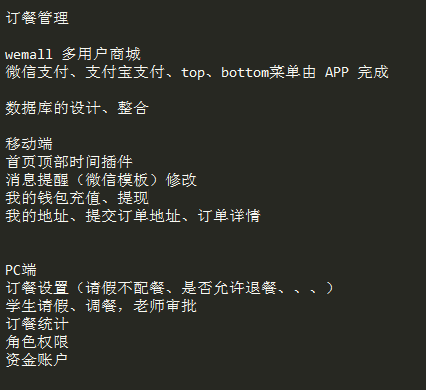 订餐管理
wemall 多用户商城
微信支付、支付宝支付、top、bottom菜单由 APP 完成
数据库的设计、整合
移动端
首页顶部时间插件
消息提醒（微信模板）修改
我的钱包充值、提现
我的地址、提交订单地址、订单详情
PC端
订餐设置（请假不配餐、是否允许退餐、、、）
学生请假、调餐，老师审批
订餐统计
角色权限
资金账户